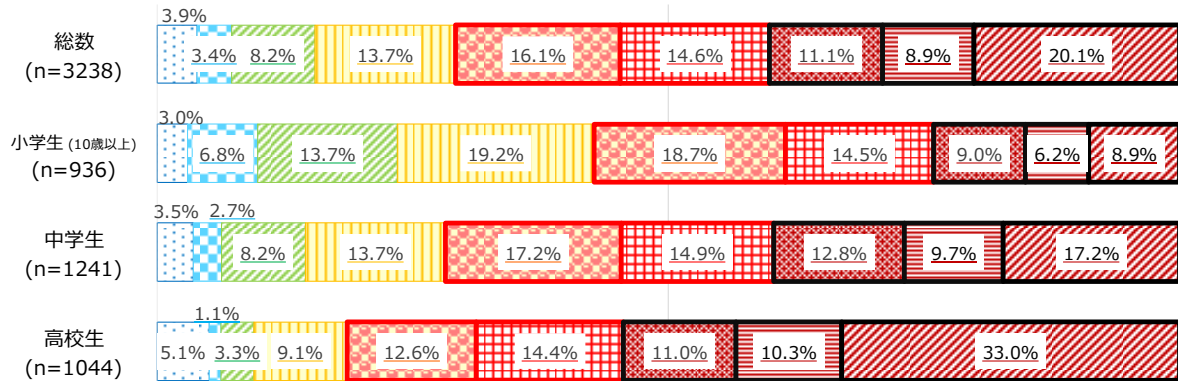 3.9%
総数
(n=3238)
3.4% 8.2% 13.7% 16.1% 14.6% 11.1% 8.9% 20.1%
3.0%
小学生 (10歳以上)
(n=936)
6.8% 13.7% 19.2% 18.7% 14.5% 9.0% 6.2% 8.9%
3.5% 2.7%
中学生
(n=1241)
8.2% 13.7% 17.2% 14.9% 12.8% 9.7% 17.2%
1.1%
高校生
(n=1044)
5.1% 3.3% 9.1% 12.6% 14.4% 11.0% 10.3% 33.0%